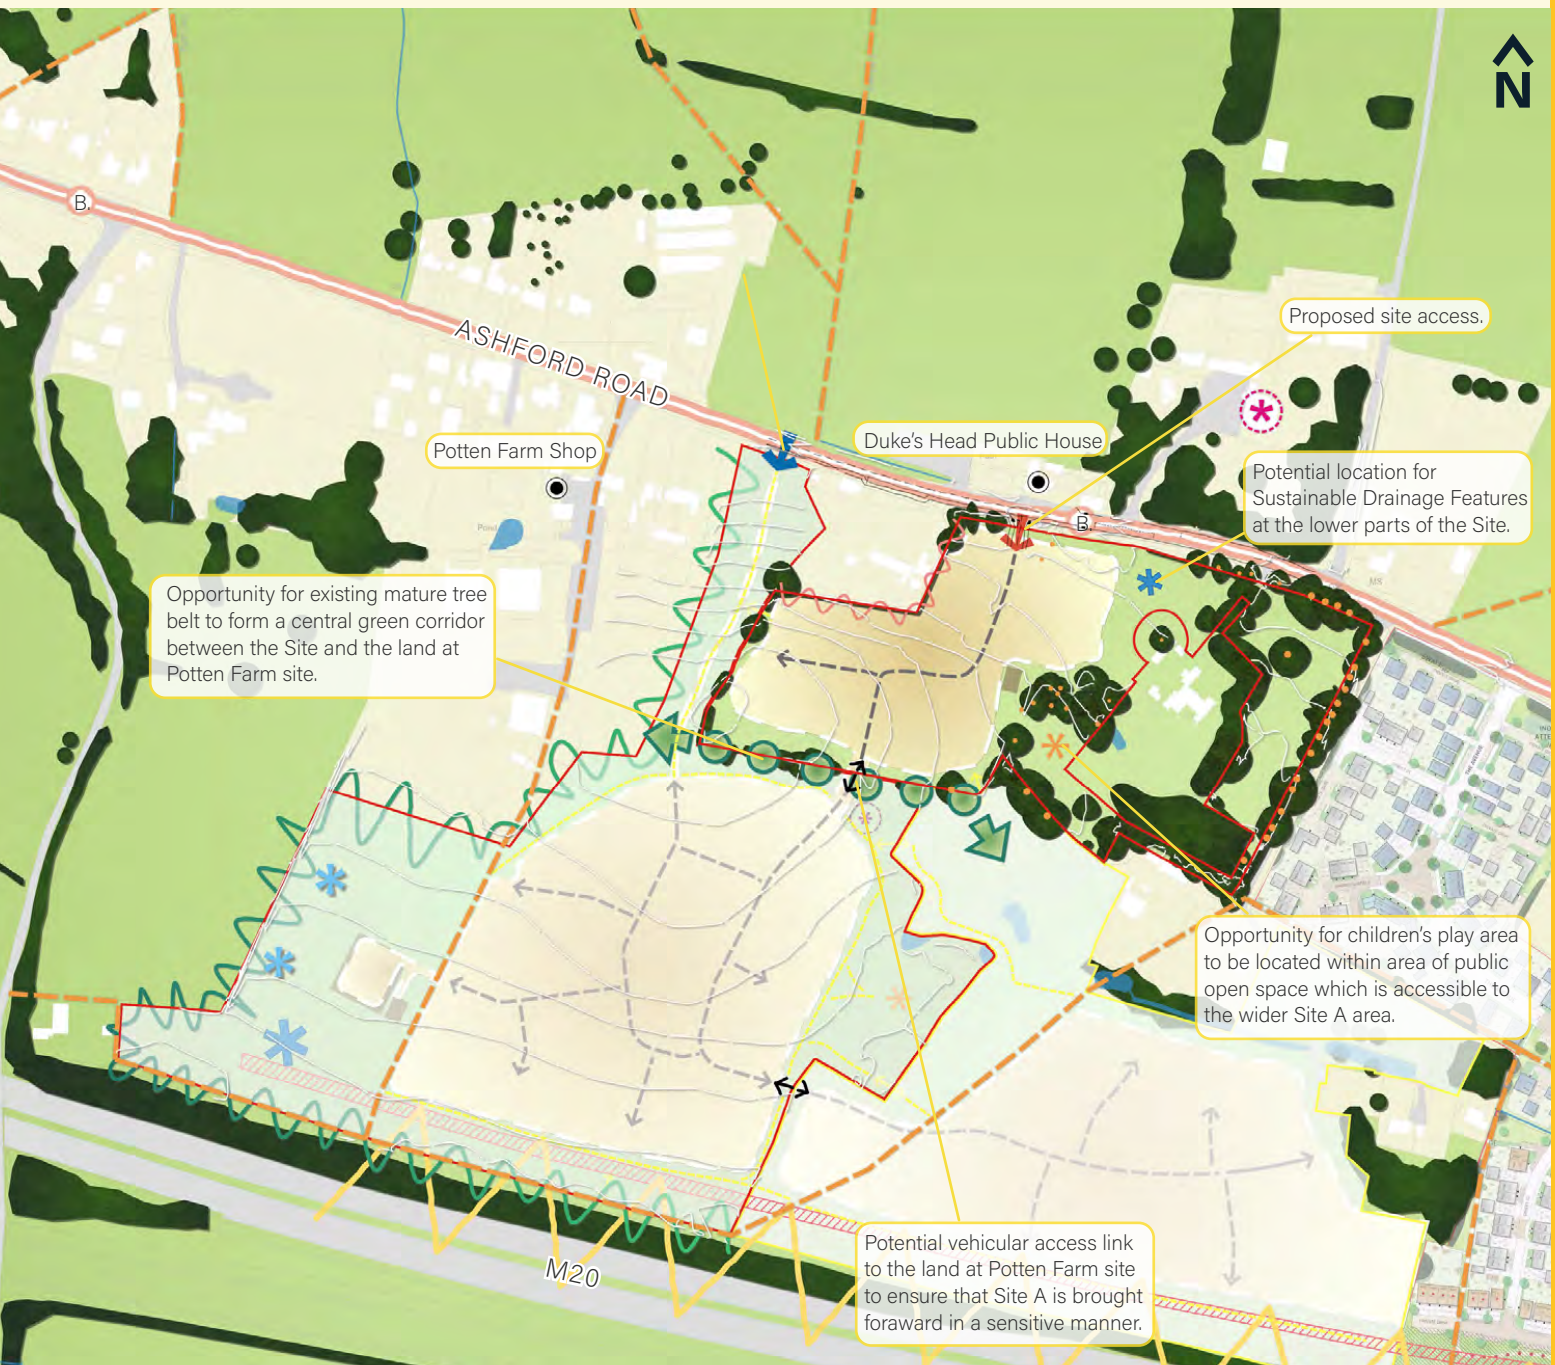 N
B.
ASHFORD ROAD
Proposed site access.
Potten Farm Shop
Duke's Head Public House
Potential location for
Sustainable Drainage Features
at the lower parts of the Site.
B.
Opportunity for existing mature tree
belt to form a central green corridor
between the Site and the land at
Potten Farm site.
Opportunity for children's play area
to be located within area of public
open space which is accessible to
the wider Site A area.
Potential vehicular access link
to the land at Potten Farm site
to ensure that Site A is brought
foraward in a sensitive manner.
M20